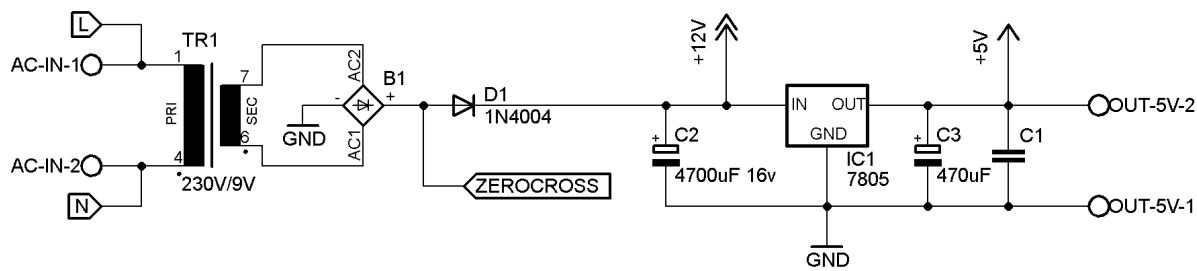 L
AC-IN-1
TR1
1
4
PRI
SEC
7
6
230V/9V
AC-IN-2
N
AC2
AC1
B1
-
+
GND
D1
1N4004
ZEROCROSS
+12V
+
C2
4700uF 16v
IN
OUT
GND
IC1
7805
GND
+
C3
470uF
+5V
C1
OUT-5V-2
OUT-5V-1